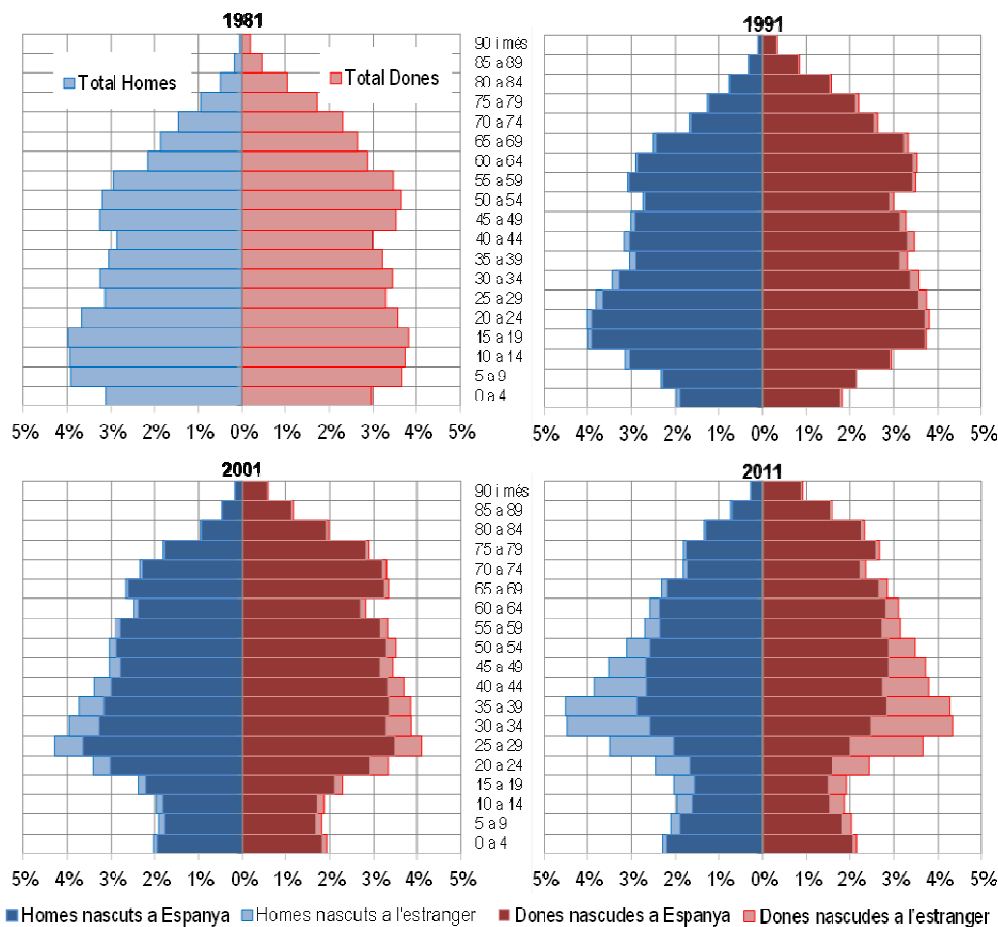 1981
1991
Total Homes
Total Dones
90 i més
85 a 89
80 a 84
75 a 79
70 a 74
65 a 69
60 a 64
55 a 59
50 a 54
45 a 49
40 a 44
35 a 39
30 a 34
25 a 29
20 a 24
15 a 19
10 a 14
5 a 9
0 a 4
5% 4% 3% 2% 1% 0% 1% 2% 3% 4% 5%
5% 4% 3% 2% 1% 0% 1% 2% 3% 4% 5%
2001
2011
90 i més
85 a 89
80 a 84
75 a 79
70 a 74
65 a 69
60 a 64
55 a 59
50 a 54
45 a 49
40 a 44
35 a 39
30 a 34
25 a 29
20 a 24
15 a 19
10 a 14
5 a 9
0 a 4
5% 4% 3% 2% 1% 0% 1% 2% 3% 4% 5%
5% 4% 3% 2% 1% 0% 1% 2% 3% 4% 5%
Homes nascuts a Espanya Homes nascuts a l'estranger Dones nascudes a Espanya Dones nascudes a l'estranger